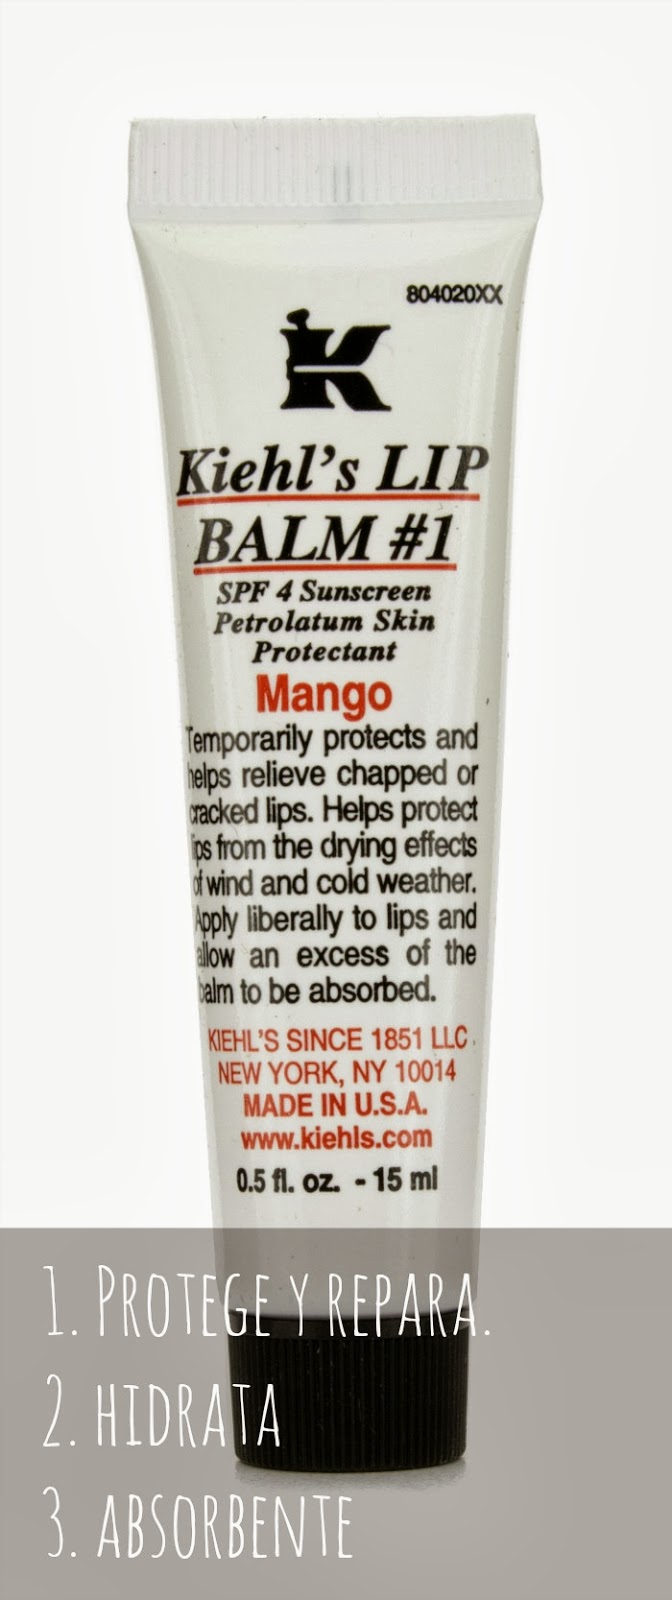 804020XX
K
Kiehl's LIP
BALM #1
SPF 4 Sunscreen
Petrolatum Skin
Protectant
Mango
Temporarily protects and
helps relieve chapped or
cracked lips. Helps protect
lips from the drying effects
of wind and cold weather.
Apply liberally to lips and
allow an excess of the
balm to be absorbed.
KIEHL'S SINCE 1851 LLC
NEW YORK, NY 10014
MADE IN U.S.A.
www.kiehls.com
0.5 fl. oz. - 15 ml
1. PROTEGE Y REPARA.
2. HIDRATA
3. ABSORBENTE